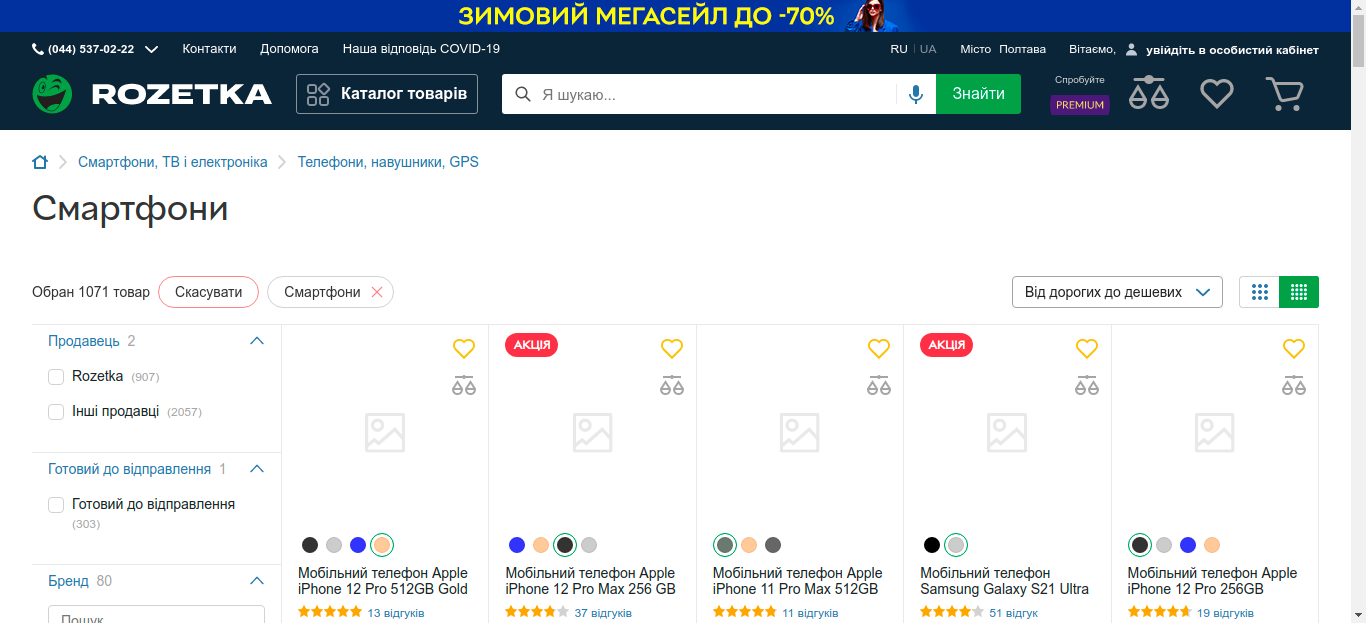 ЗИМОВИЙ МЕГАСЕЙЛ ДО -70%
(044) 537-02-22 Контакти Допомога Наша відповідь COVID-19 RU UA Місто Полтава Вітаємо, увійдіть в особистий кабінет
ROZETKA Каталог товарів Я шукаю... Знайти Спробуйте
PREMIUM
Смартфони, ТВ і електроніка Телефони, навушники, GPS
Смартфони
Обран 1071 товар Скасувати Смартфони Від дорогих до дешевих
Продавець 2
Rozetka (907)
Інші продавці (2057)
Готовий до відправлення 1
Готовий до відправлення
(303)
Бренд 80
Пошук
Мобільний телефон Apple
iPhone 12 Pro 512GB Gold
13 відгуків
АКЦІЯ
Мобільний телефон Apple
iPhone 12 Pro Max 256 GB
37 відгуків
Мобільний телефон Apple
iPhone 11 Pro Max 512GB
11 відгуків
АКЦІЯ
Мобільний телефон
Samsung Galaxy S21 Ultra
51 відгук
Мобільний телефон Apple
iPhone 12 Pro 256GB
19 відгуків